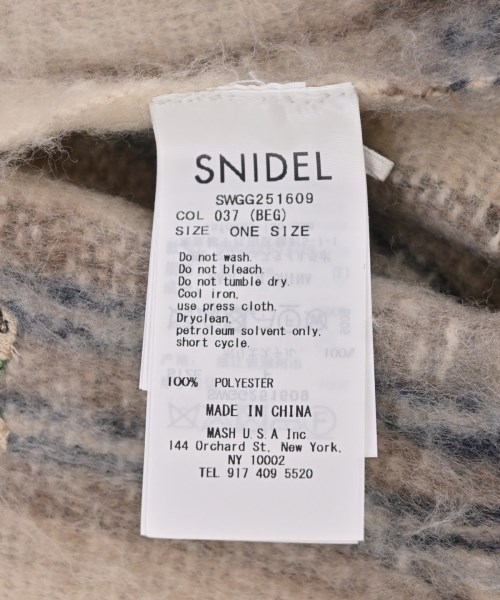 SNIDEL
SWGG251609
COL 037 (BEG)
SIZE ONE SIZE
Do not wash.
Do not bleach.
Do not tumble dry.
Cool iron.
use press cloth.
Dryclean,
petroleum solvent only.
short cycle.
100% POLYESTER
MADE IN CHINA
MASH U.S.A Inc
144 Orchard St. New York.
NY 10002
TEL 917 409 5520